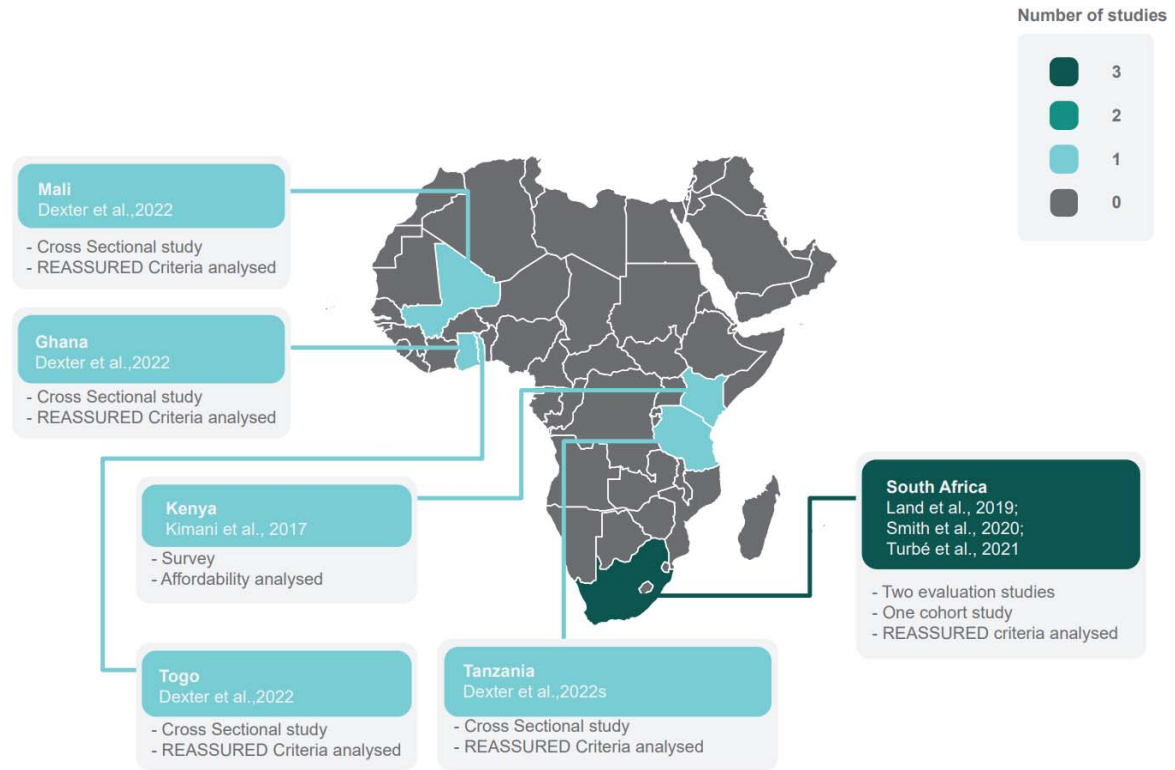 Number of studies
3
2
1
0
Mali
Dexter et al.,2022
- Cross Sectional study
- REASSURED Criteria analysed
Ghana
Dexter et al.,2022
- Cross Sectional study
- REASSURED Criteria analysed
Kenya
Kimani et al., 2017
- Survey
- Affordability analysed
South Africa
Land et al., 2019;
Smith et al., 2020;
Turbé et al., 2021
- Two evaluation studies
- One cohort study
- REASSURED criteria analysed
Togo
Dexter et al.,2022
- Cross Sectional study
- REASSURED Criteria analysed
Tanzania
Dexter et al.,2022s
- Cross Sectional study
- REASSURED Criteria analysed